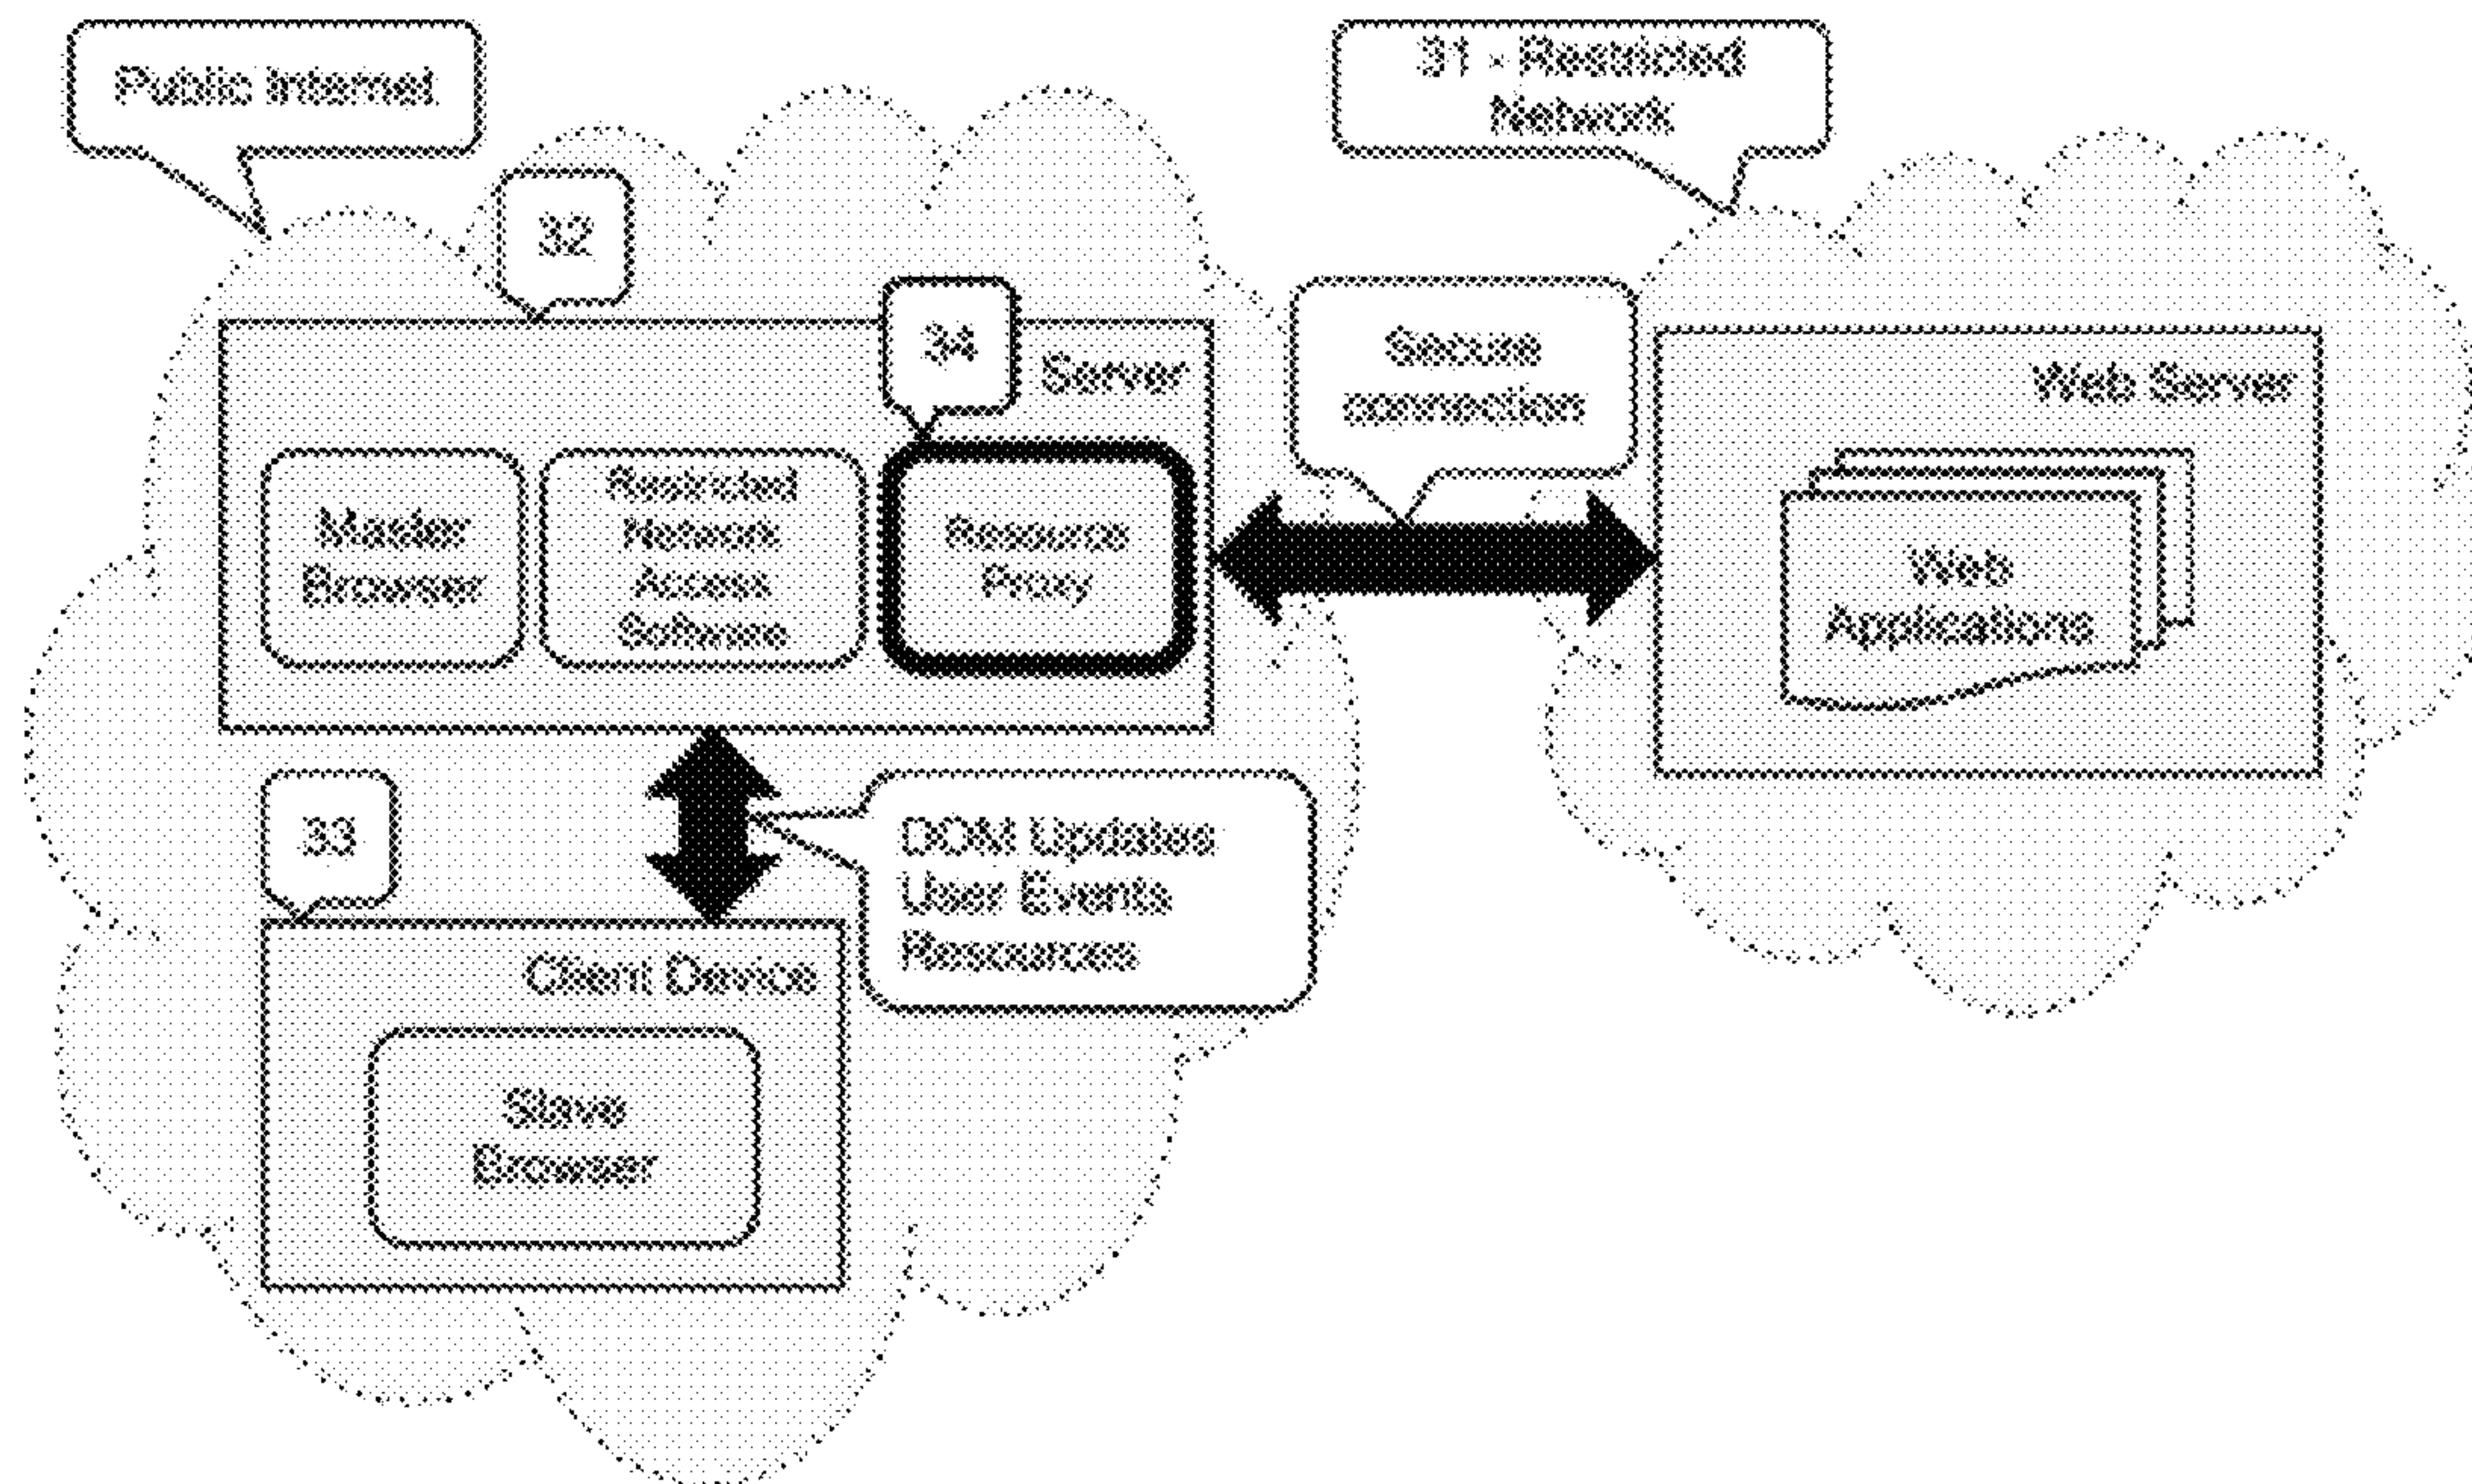 Public Internet
31 - Restricted
Network
32
34
Server
Secure
connection
Web Server
Master
Browser
Restricted
Network
Access
Software
Resource
Proxy
Web
Applications
33
DOM Updates
User Events
Resources
Client Device
Slave
Browser